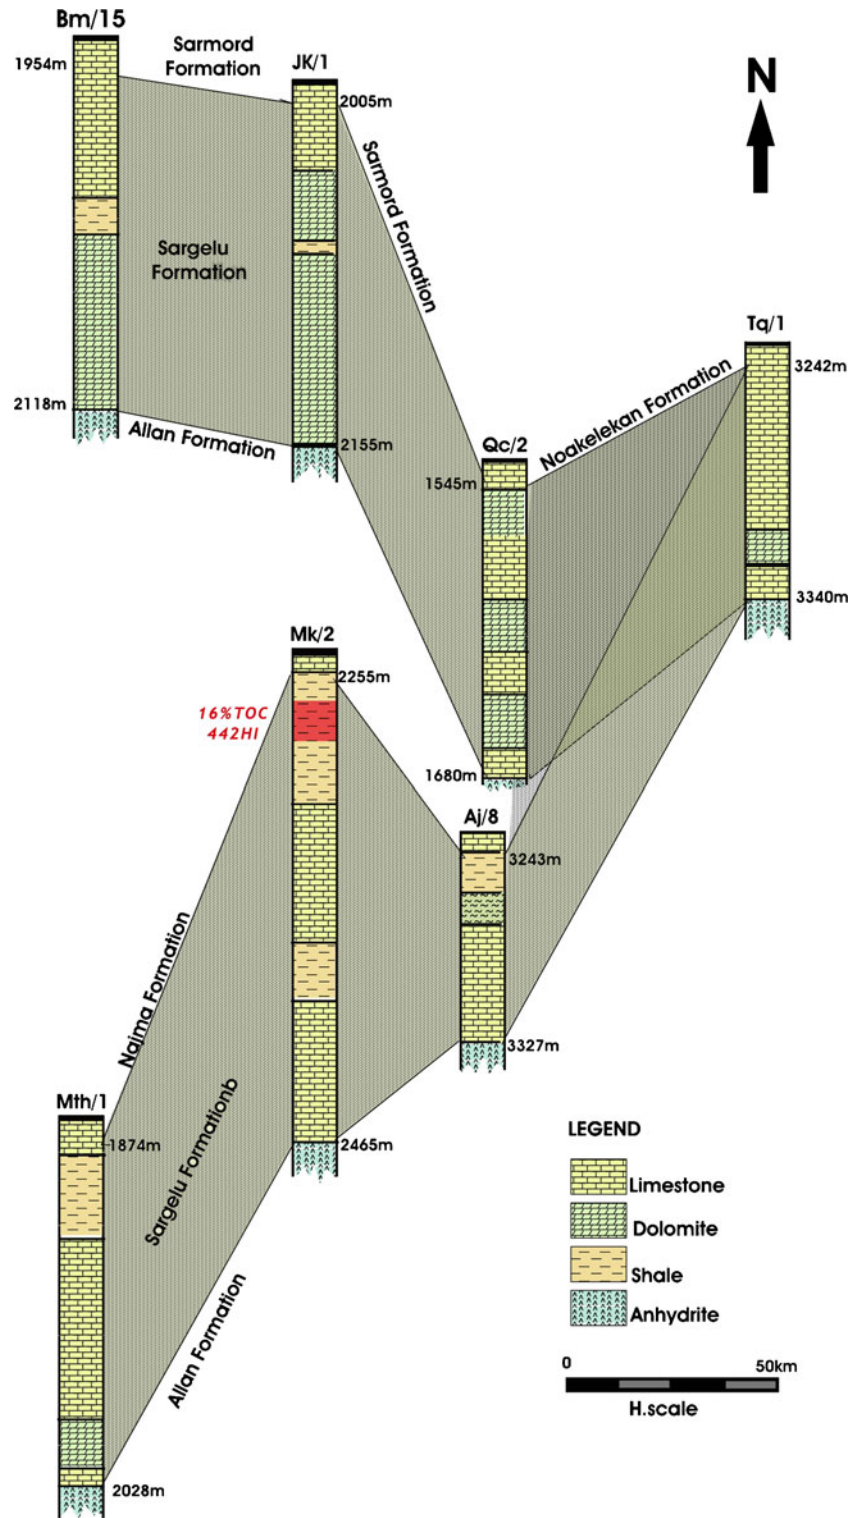 Bm/15
1954m
Sarmord
Formation
JK/1
2005m
N
Sarmord Formation
Sargelu
Formation
Tq/1
3242m
Noakelekan Formation
2118m
Allan Formation
2155m
Qc/2
1545m
3340m
Mk/2
2255m
16%TOC
442HI
1680m
Aj/8
3243m
Najma Formation
3327m
Mth/1
1874m
Sargelu Formationb
2465m
Allan Formation
2028m
LEGEND
Limestone
Dolomite
Shale
Anhydrite
0 50km
H.scale